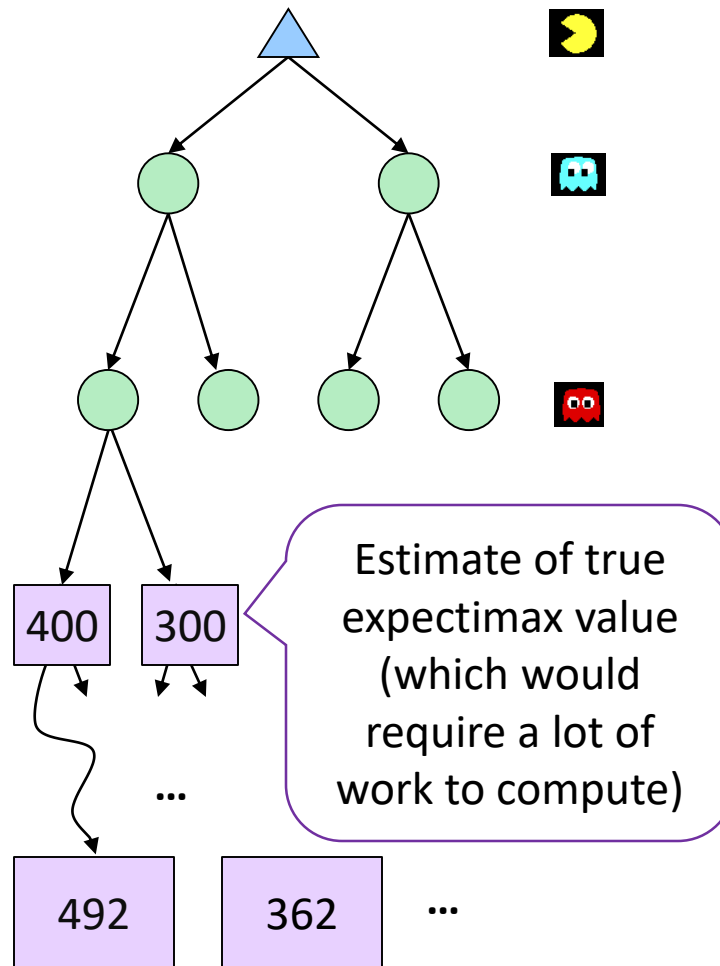 400
300
Estimate of true
expectimax value
(which would
require a lot of
work to compute)
...
492
362
...